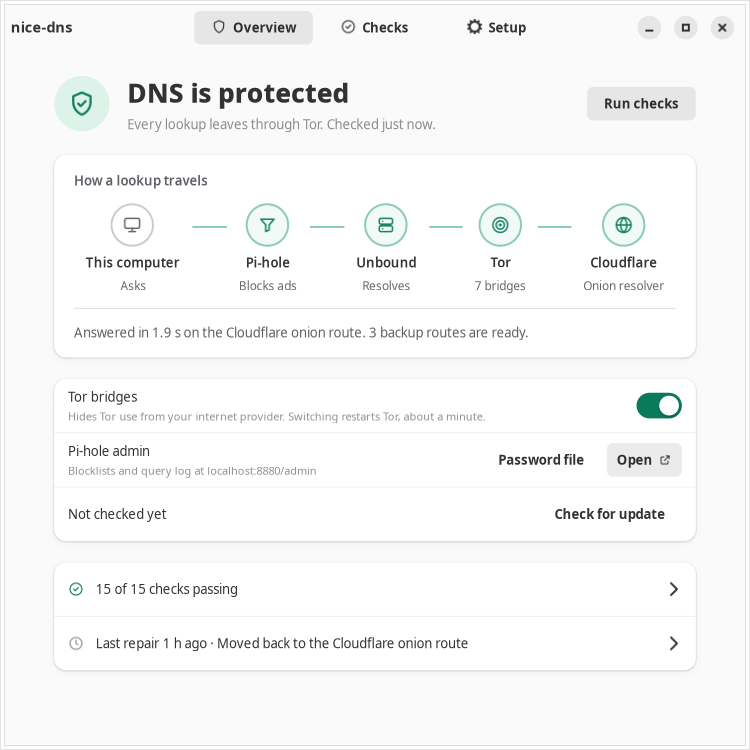 nice-dns
Overview
Checks
Setup
DNS is protected
Every lookup leaves through Tor. Checked just now.
Run checks
How a lookup travels
This computer
Pi-hole
Unbound
Tor
Cloudflare
Asks
Blocks ads
Resolves
7 bridges
Onion resolver
Answered in 1.9 s on the Cloudflare onion route. 3 backup routes are ready.
Tor bridges
Hides Tor use from your internet provider. Switching restarts Tor, about a minute.
Pi-hole admin
Blocklists and query log at localhost:8880/admin
Password file
Open
Not checked yet
Check for update
15 of 15 checks passing
Last repair 1 h ago · Moved back to the Cloudflare onion route